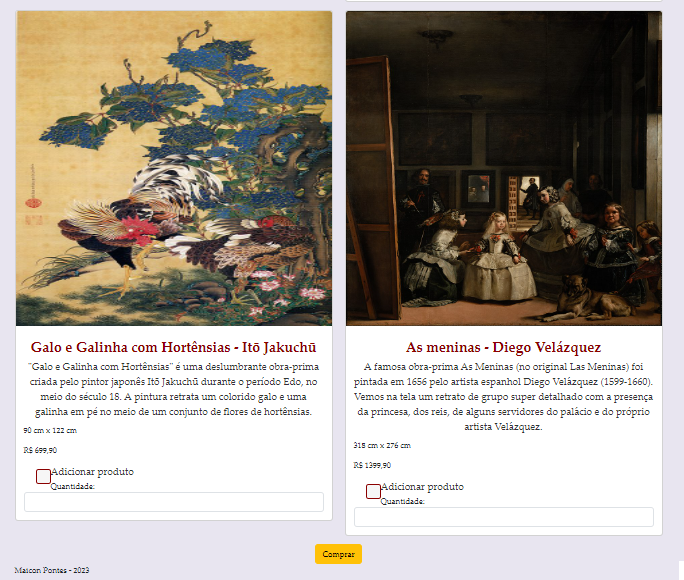 Galo e Galinha com Hortênsias - Itō Jakuchū
"Galo e Galinha com Hortênsias" é uma deslumbrante obra-prima
criada pelo pintor japonês Itō Jakuchū durante o período Edo, no
meio do século 18. A pintura retrata um colorido galo e uma
galinha em pé no meio de um conjunto de flores de hortênsias.
90 cm x 122 cm
R$ 699,90
Adicionar produto
Quantidade:
As meninas - Diego Velázquez
A famosa obra-prima As Meninas (no original Las Meninas) foi
pintada em 1656 pelo artista espanhol Diego Velázquez (1599-1660).
Vemos na tela um retrato de grupo super detalhado com a presença
da princesa, dos reis, de alguns servidores do palácio e do próprio
artista Velázquez.
318 cm x 276 cm
R$ 1399,90
Adicionar produto
Quantidade:
Comprar
Maicon Pontes - 2023